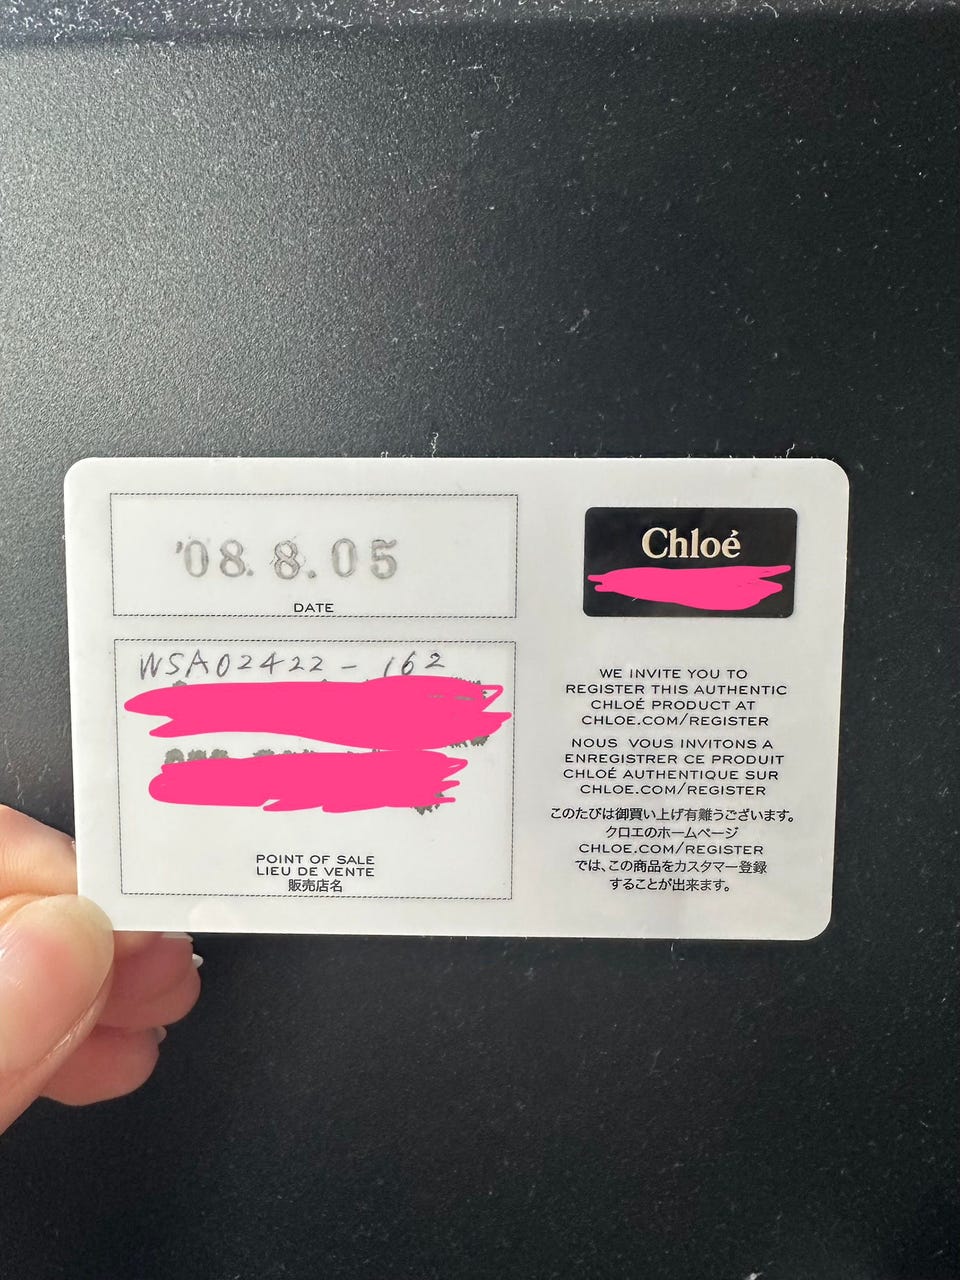 '08.8.05
DATE
WSA02422-162
POINT OF SALE
LIEU DE VENTE
販売店名
Chloé
WE INVITE YOU TO
REGISTER THIS AUTHENTIC
CHLOÉ PRODUCT AT
CHLOE.COM/REGISTER
NOUS VOUS INVITONS A
ENREGISTRER CE PRODUIT
CHLOÉ AUTHENTIQUE SUR
CHLOE.COM/REGISTER
このたびは御買い上げ有難うございます。
クロエのホームページ
CHLOE.COM/REGISTER
では、この商品をカスタマー登録
することが出来ます。